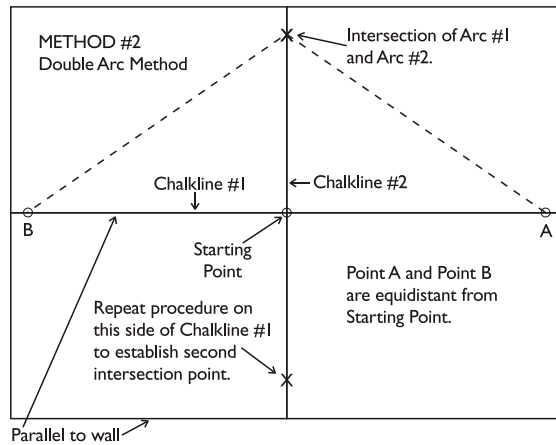 METHOD #2
Double Arc Method
X
Intersection of Arc #1
and Arc #2.
Chalkline #1
Chalkline #2
B
A
Starting
Point
Point A and Point B
are equidistant from
Starting Point.
Repeat procedure on
this side of Chalkline #1
to establish second
intersection point.
X
Parallel to wall